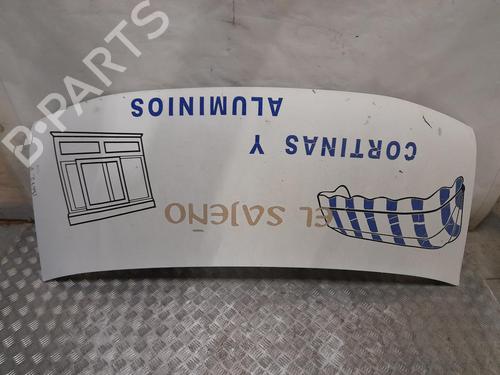 EL SAJENO
CORTINAS Y
ALUMINIOS
B-PARTS